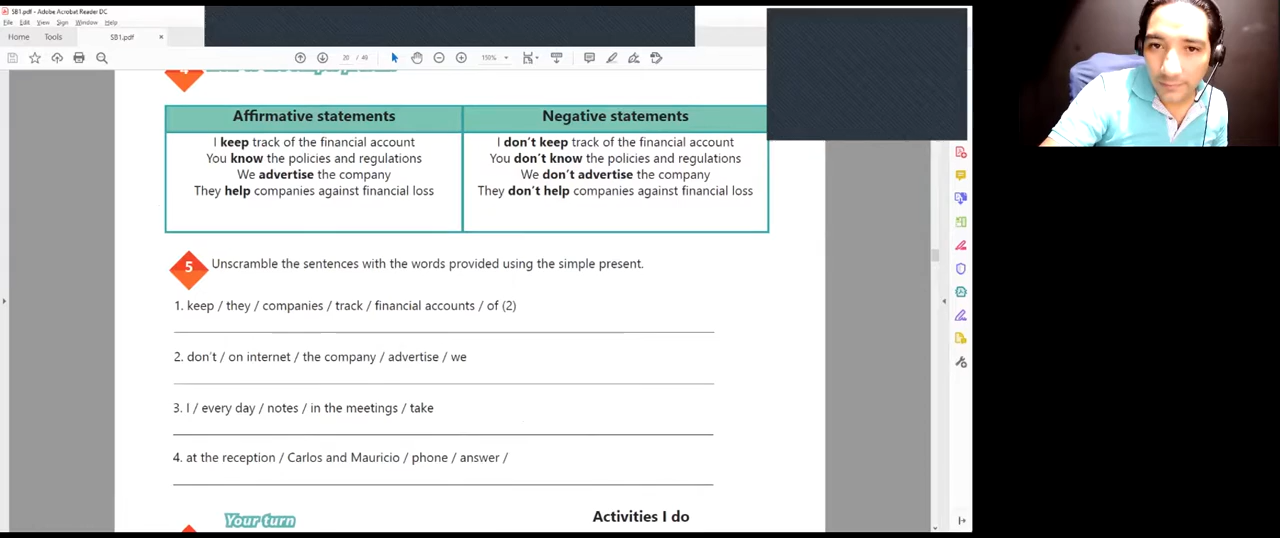 SB1.pdf - Adobe Acrobat Reader DC
File Edit View Sign Window Help
Home Tools SB1.pdf ×
20 / 48 150%
4
Affirmative statements
I keep track of the financial account
You know the policies and regulations
We advertise the company
They help companies against financial loss
Negative statements
I don't keep track of the financial account
You don't know the policies and regulations
We don't advertise the company
They don't help companies against financial loss
5 Unscramble the sentences with the words provided using the simple present.
1. keep / they / companies / track / financial accounts / of (2)
2. don't / on internet / the company / advertise / we
3. I / every day / notes / in the meetings / take
4. at the reception / Carlos and Mauricio / phone / answer /
Your turn
Activities I do